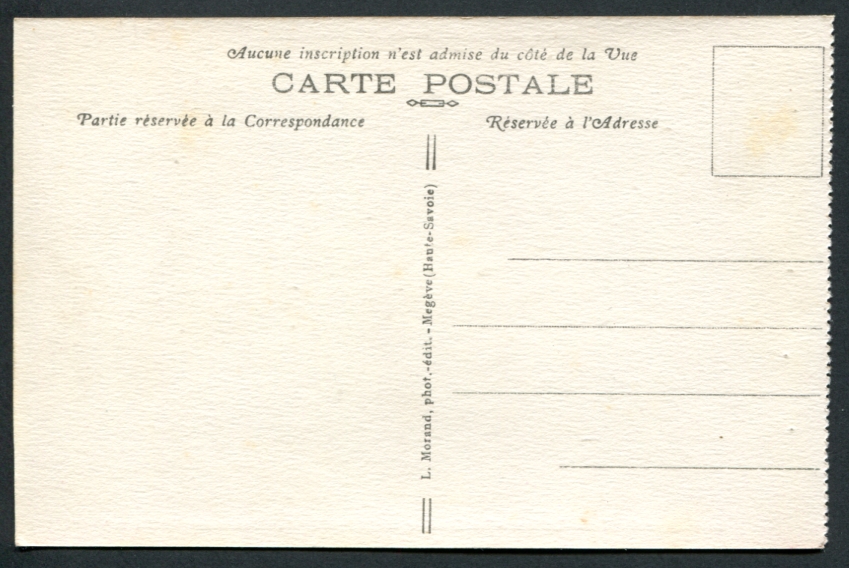 Aucune inscription n'est admise du côté de la Vue
CARTE POSTALE
Partie réservée à la Correspondance
Réservée à l'Adresse
L. Morand, phot.-édit. - Megève (Haute-Savoie)